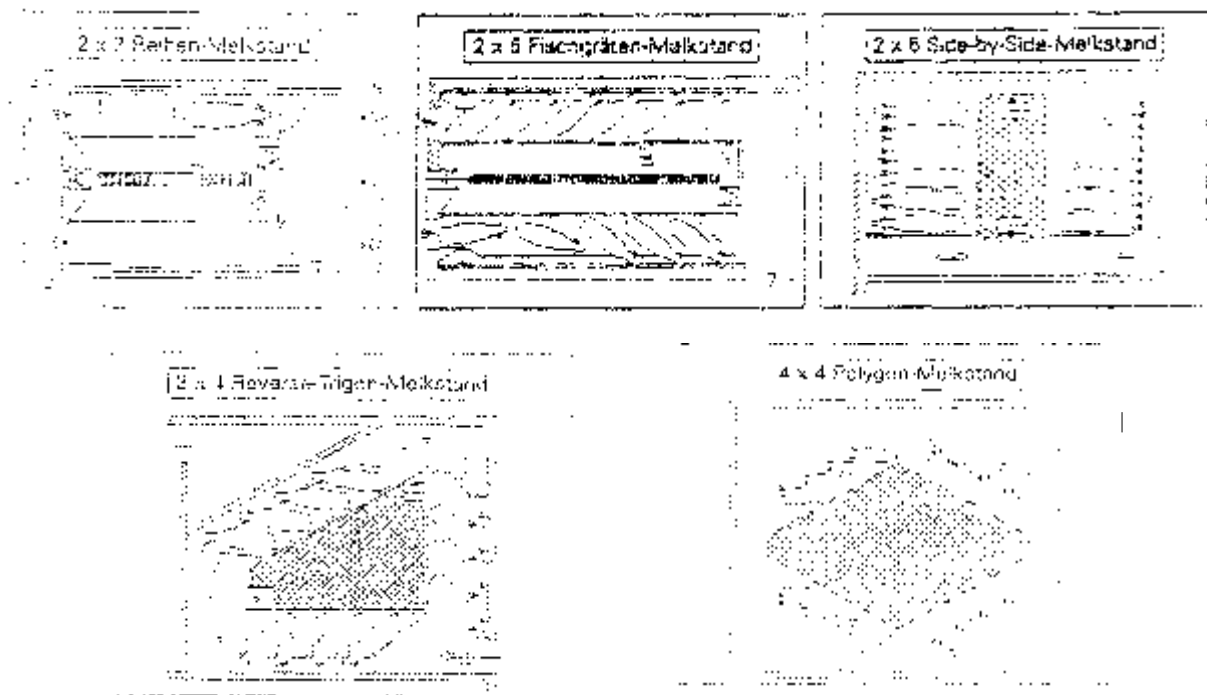 2 x 2 Reihen-Melkstand
2 x 5 Fischgräten-Melkstand
2 x 6 Side-by-Side-Melkstand
2 x 4 Reverse-Trigon-Melkstand
4 x 4 Polygon-Melkstand